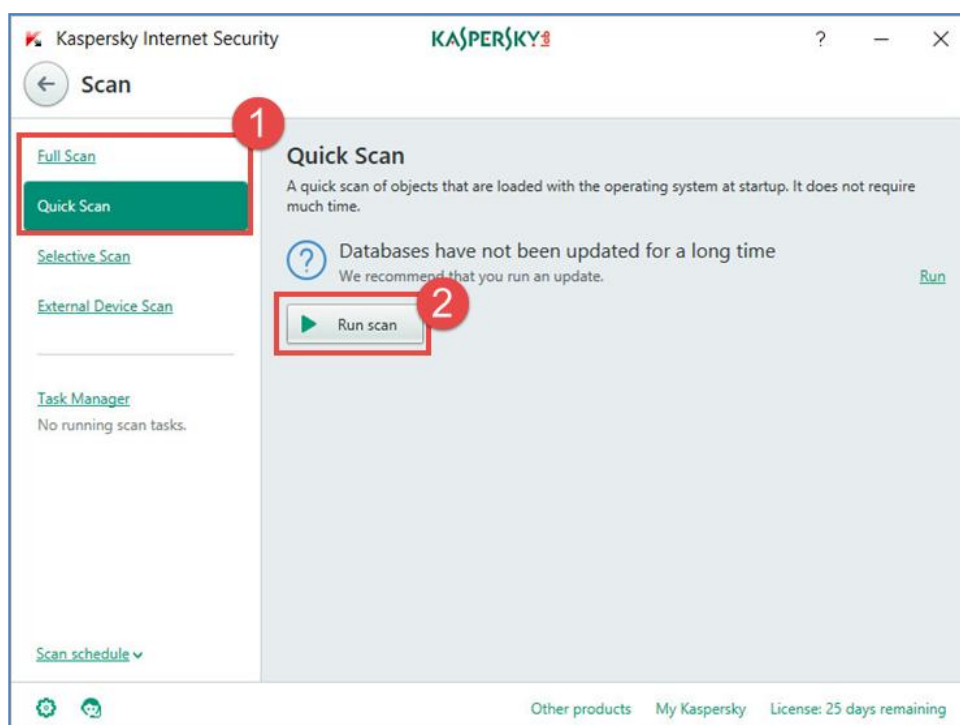 Kaspersky Internet Security
KASPERSKY lab
? — ×
Scan
1
Full Scan
Quick Scan
Selective Scan
External Device Scan
Task Manager
No running scan tasks.
Scan schedule
Quick Scan
A quick scan of objects that are loaded with the operating system at startup. It does not require
much time.
Databases have not been updated for a long time
We recommend that you run an update.
Run
2
Run scan
Other products My Kaspersky License: 25 days remaining